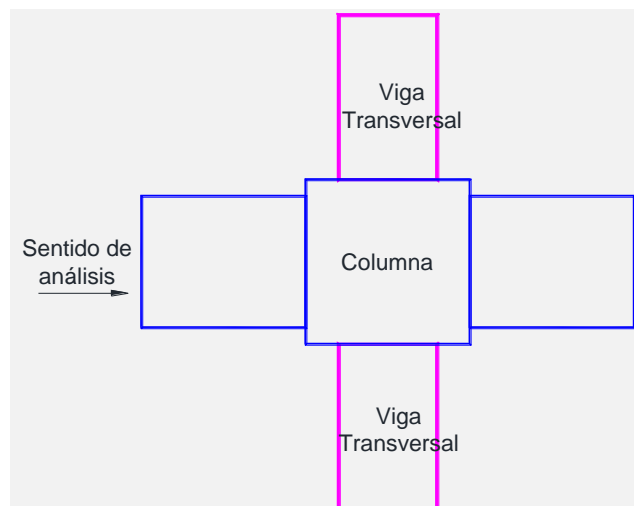 Viga
Transversal
Sentido de
análisis
Columna
Viga
Transversal